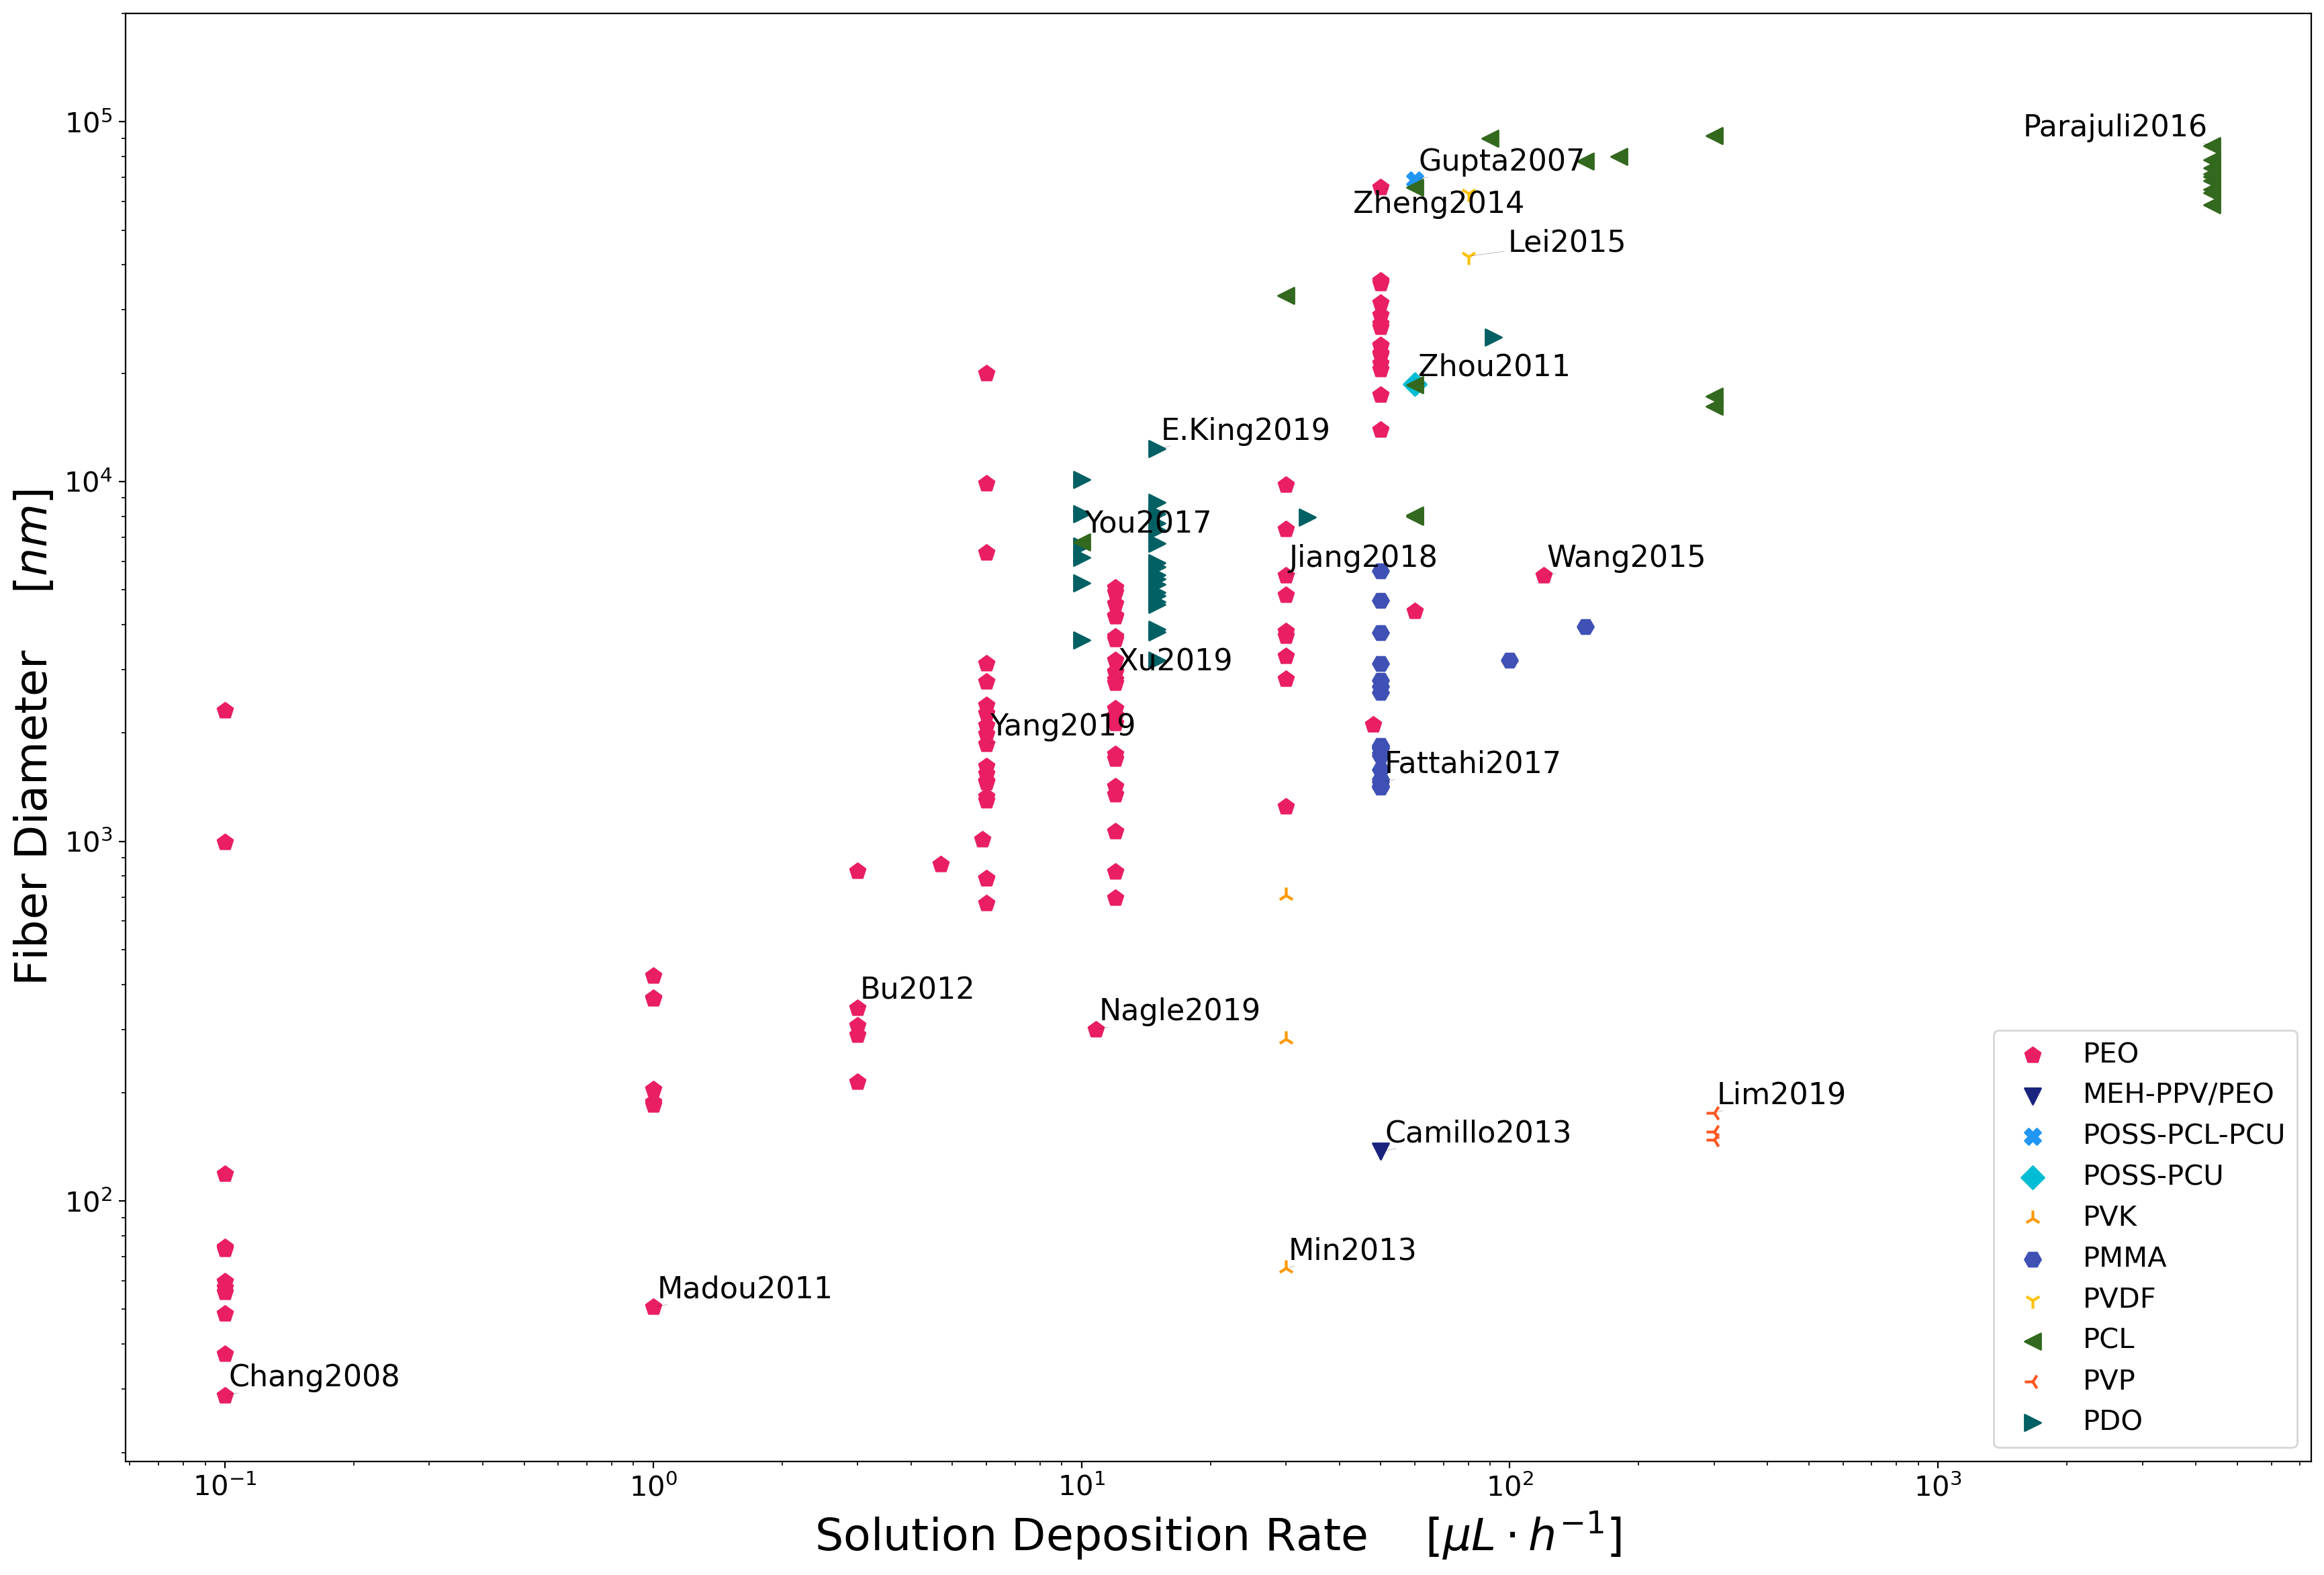 10⁵
10⁴
10³
10²
Fiber Diameter [nm]
Parajuli2016
Gupta2007
Zheng2014
Lei2015
Zhou2011
E.King2019
You2017
Jiang2018
Wang2015
Xu2019
Yang2019
Fattahi2017
Bu2012
Nagle2019
Lim2019
Camillo2013
Min2013
Madou2011
Chang2008
PEO
MEH-PPV/PEO
POSS-PCL-PCU
POSS-PCU
PVK
PMMA
PVDF
PCL
PVP
PDO
10⁻¹ 10⁰ 10¹ 10² 10³
Solution Deposition Rate [μL · h⁻¹]